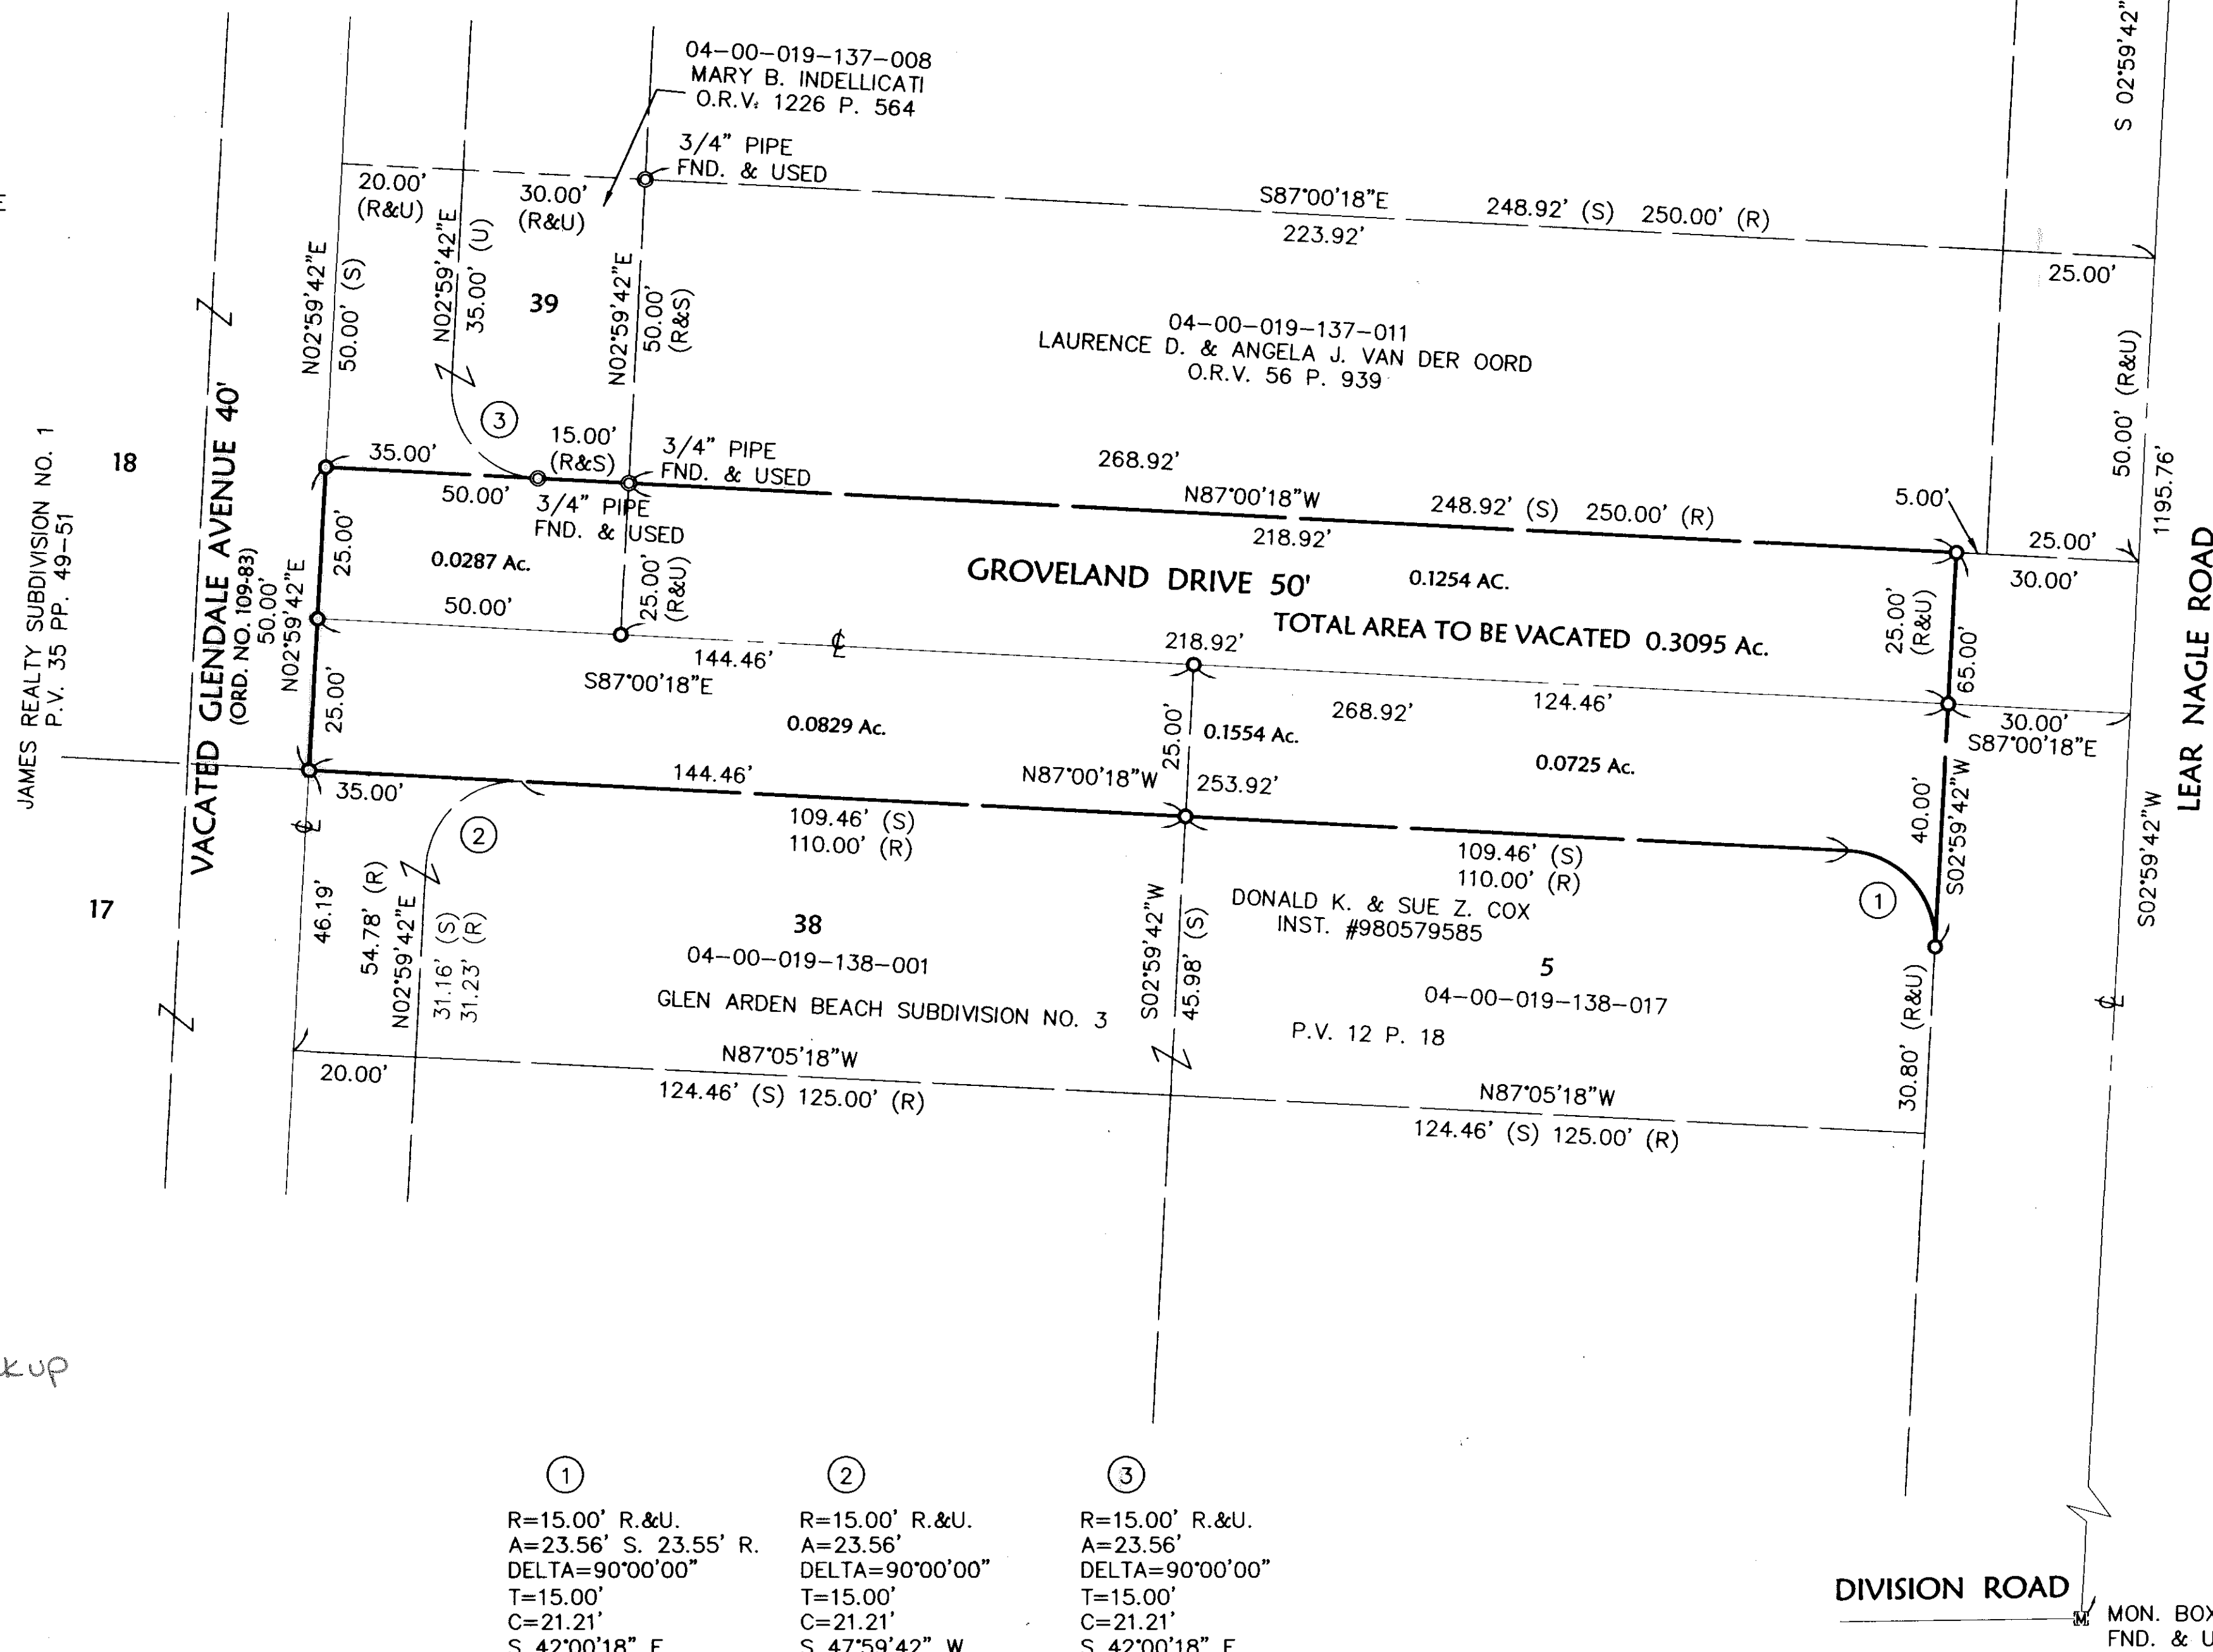 04-00-019-137-008
MARY B. INDELLICATI
O.R.V. 1226 P. 564
3/4" PIPE
FND. & USED
S 02°59'42"
20.00'
(R&U)
30.00'
(R&U)
S87°00'18"E
248.92' (S) 250.00' (R)
223.92'
25.00'
N02°59'42"E
50.00' (S)
N02°59'42"E
35.00' (U)
39
N02°59'42"E
50.00'
(R&S)
04-00-019-137-011
LAURENCE D. & ANGELA J. VAN DER OORD
O.R.V. 56 P. 939
50.00' (R&U)
1195.76'
LEAR NAGLE ROAD
JAMES REALTY SUBDIVISION NO. 1
P.V. 35 PP. 49-51
18
VACATED GLENDALE AVENUE 40'
(ORD. NO. 109-83)
50.00'
N02°59'42"E
3
35.00'
15.00'
(R&S)
3/4" PIPE
FND. & USED
50.00'
3/4" PIPE
FND. & USED
268.92'
N87°00'18"W
248.92' (S) 250.00' (R)
218.92'
5.00'
25.00'
30.00'
25.00'
0.0287 Ac.
25.00'
(R&U)
GROVELAND DRIVE 50'
0.1254 AC.
TOTAL AREA TO BE VACATED 0.3095 Ac.
25.00'
(R&U)
65.00'
50.00'
144.46'
S87°00'18"E
218.92'
268.92'
124.46'
30.00'
S87°00'18"E
25.00'
0.0829 Ac.
25.00'
0.1554 Ac.
0.0725 Ac.
35.00'
144.46'
N87°00'18"W
253.92'
109.46' (S)
110.00' (R)
109.46' (S)
110.00' (R)
40.00'
S02°59'42"W
S02°59'42"W
2
1
17
46.19'
54.78' (R)
N02°59'42"E
31.16' (S)
31.23' (R)
38
04-00-019-138-001
GLEN ARDEN BEACH SUBDIVISION NO. 3
S02°59'42"W
45.98' (S)
DONALD K. & SUE Z. COX
INST. #980579585
5
04-00-019-138-017
P.V. 12 P. 18
30.80' (R&U)
20.00'
N87°05'18"W
124.46' (S) 125.00' (R)
N87°05'18"W
124.46' (S) 125.00' (R)
kup
1
R=15.00' R.&U.
A=23.56' S. 23.55' R.
DELTA=90°00'00"
T=15.00'
C=21.21'
S 42°00'18" E
2
R=15.00' R.&U.
A=23.56'
DELTA=90°00'00"
T=15.00'
C=21.21'
S 47°59'42" W
3
R=15.00' R.&U.
A=23.56'
DELTA=90°00'00"
T=15.00'
C=21.21'
S 42°00'18" E
DIVISION ROAD
M
MON. BOX
FND. & U